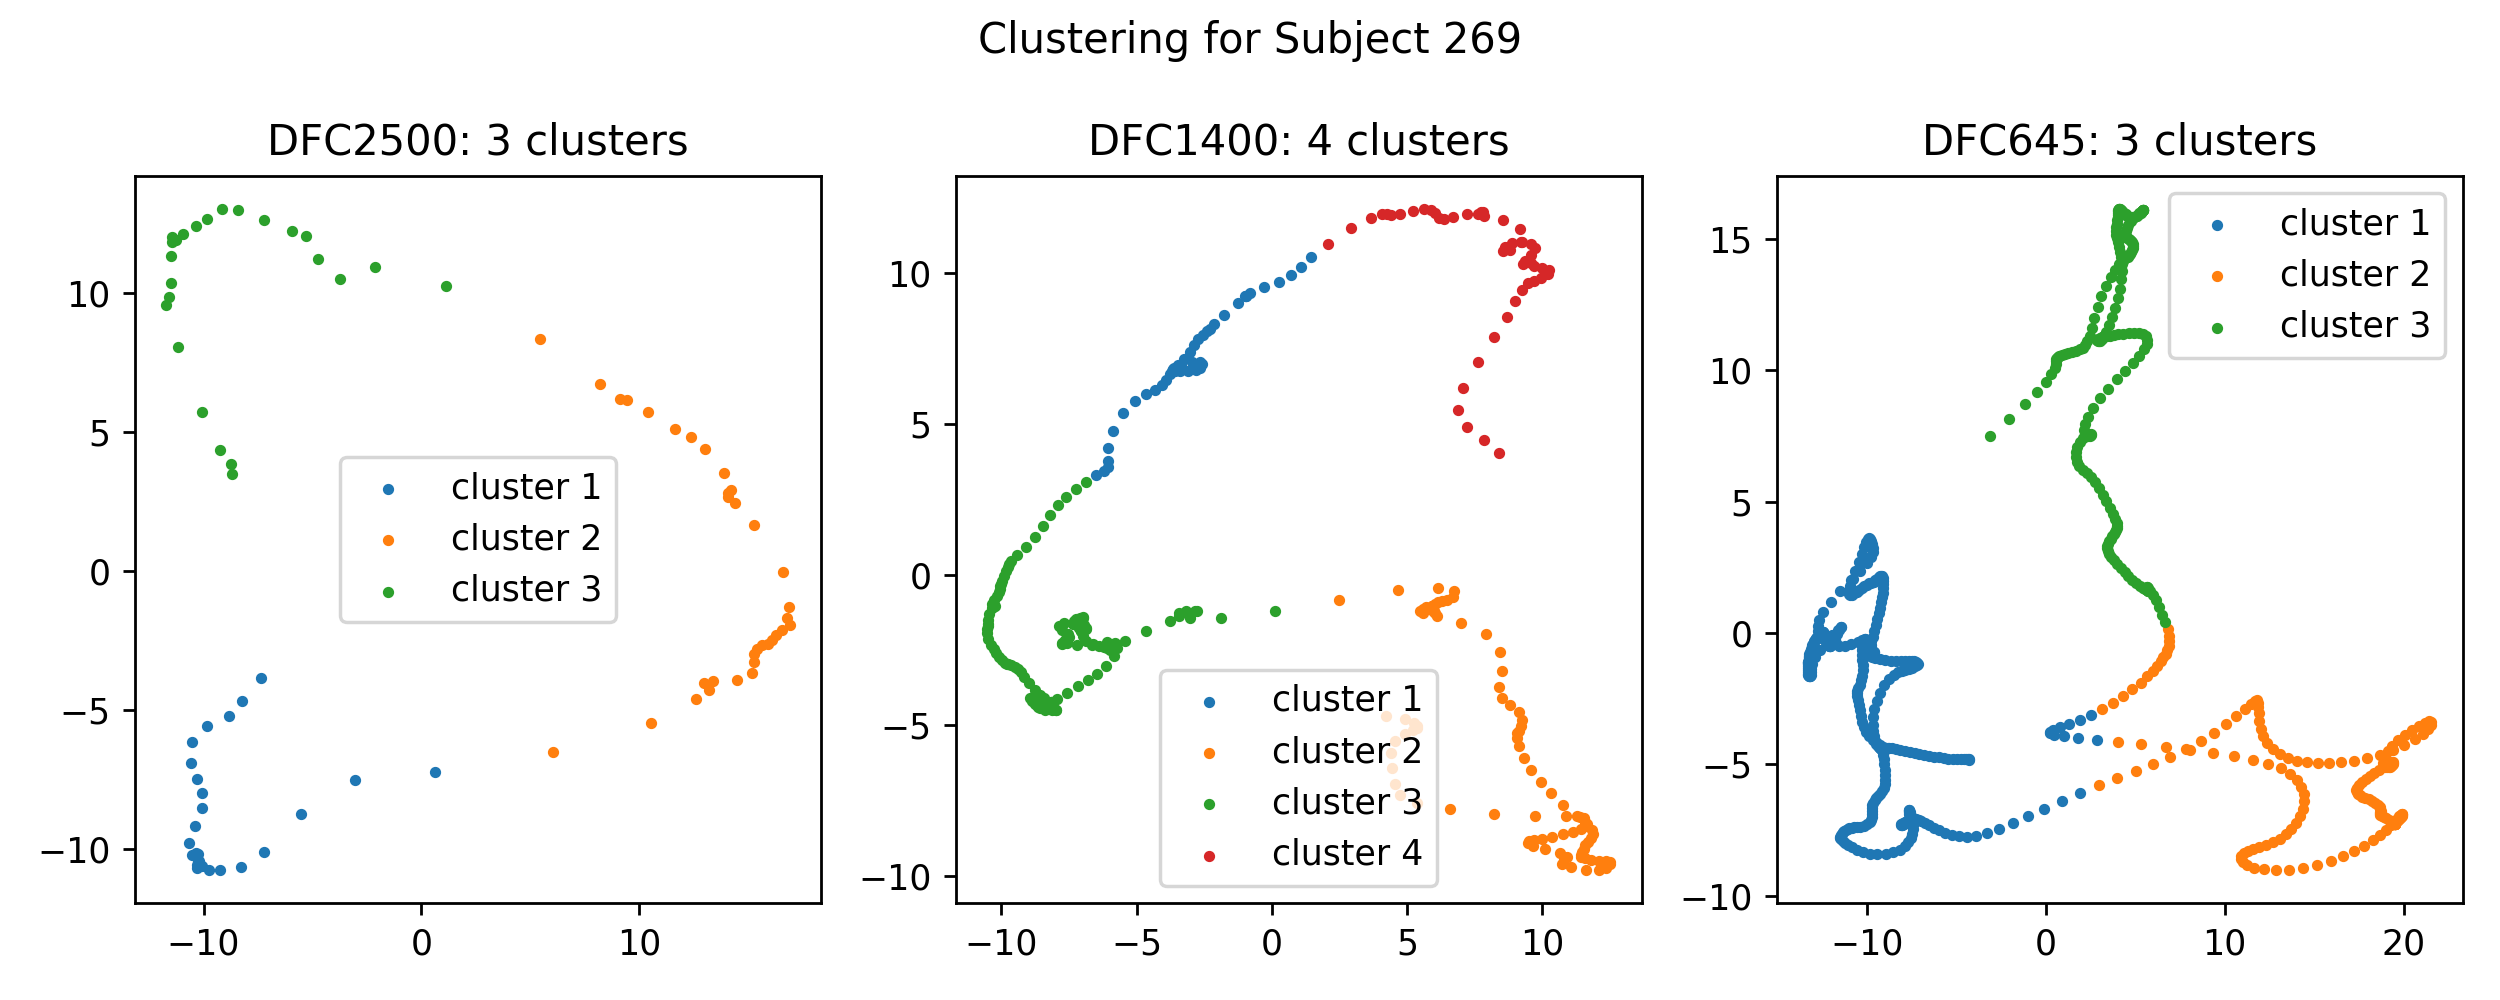 Clustering for Subject 269
DFC2500: 3 clusters
10
5
0
−5
−10
−10
0
10
cluster 1
cluster 2
cluster 3
DFC1400: 4 clusters
10
5
0
−5
−10
−10
−5
0
5
10
cluster 1
cluster 2
cluster 3
cluster 4
DFC645: 3 clusters
15
10
5
0
−5
−10
−10
0
10
20
cluster 1
cluster 2
cluster 3